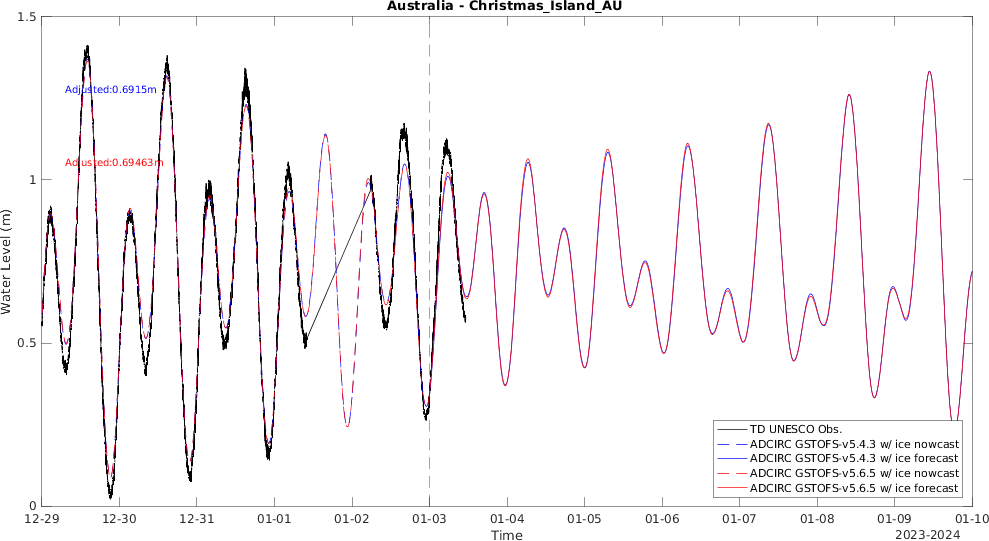 Australia - Christmas_Island_AU
1.5
1
0.5
0
Water Level (m)
Adjusted:0.6915m
Adjusted:0.69463m
TD UNESCO Obs.
ADCIRC GSTOFS-v5.4.3 w/ ice nowcast
ADCIRC GSTOFS-v5.4.3 w/ ice forecast
ADCIRC GSTOFS-v5.6.5 w/ ice nowcast
ADCIRC GSTOFS-v5.6.5 w/ ice forecast
12-29 12-30 12-31 01-01 01-02 01-03 01-04 01-05 01-06 01-07 01-08 01-09 01-10
Time
2023-2024